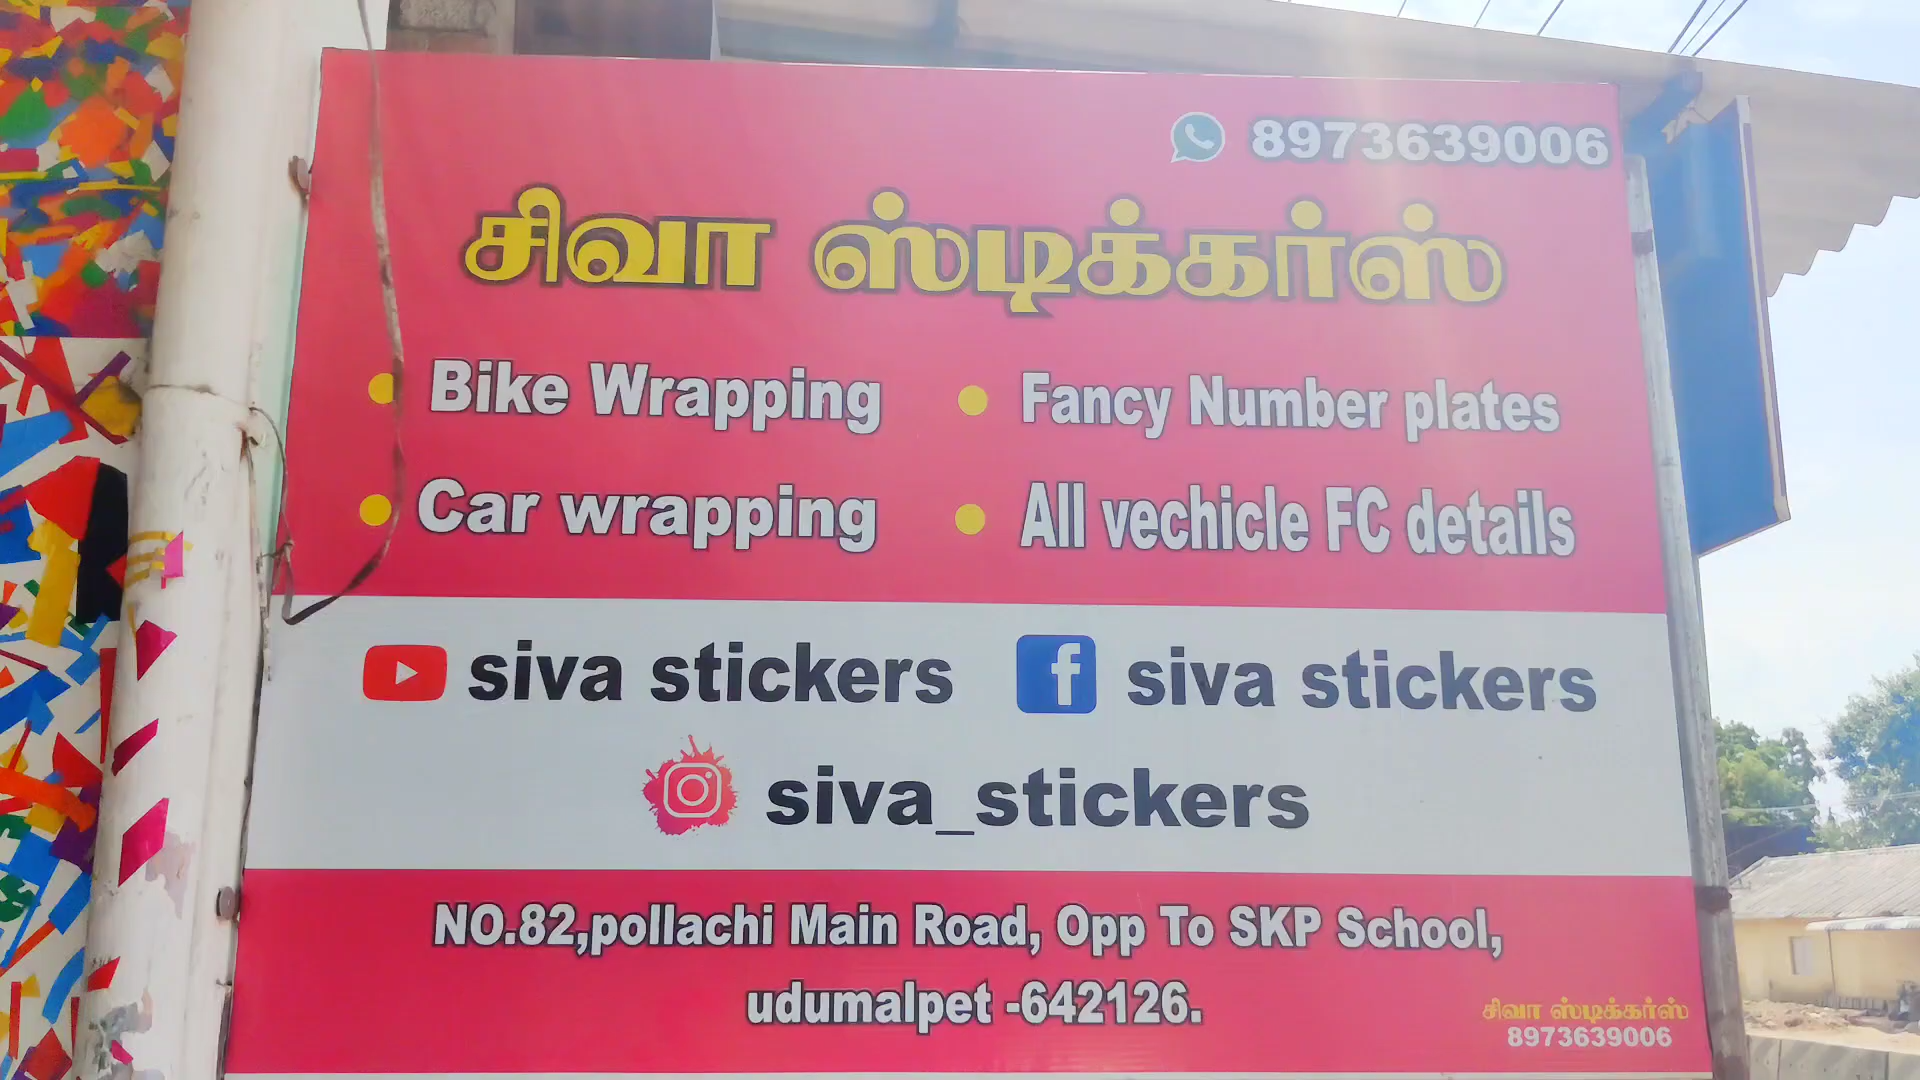 8973639006
சிவா ஸ்டிக்கர்ஸ்
Bike Wrapping
Fancy Number plates
Car wrapping
All vechicle FC details
siva stickers
siva stickers
siva_stickers
NO.82,pollachi Main Road, Opp To SKP School,
udumalpet -642126.
சிவா ஸ்டிக்கர்ஸ்
8973639006